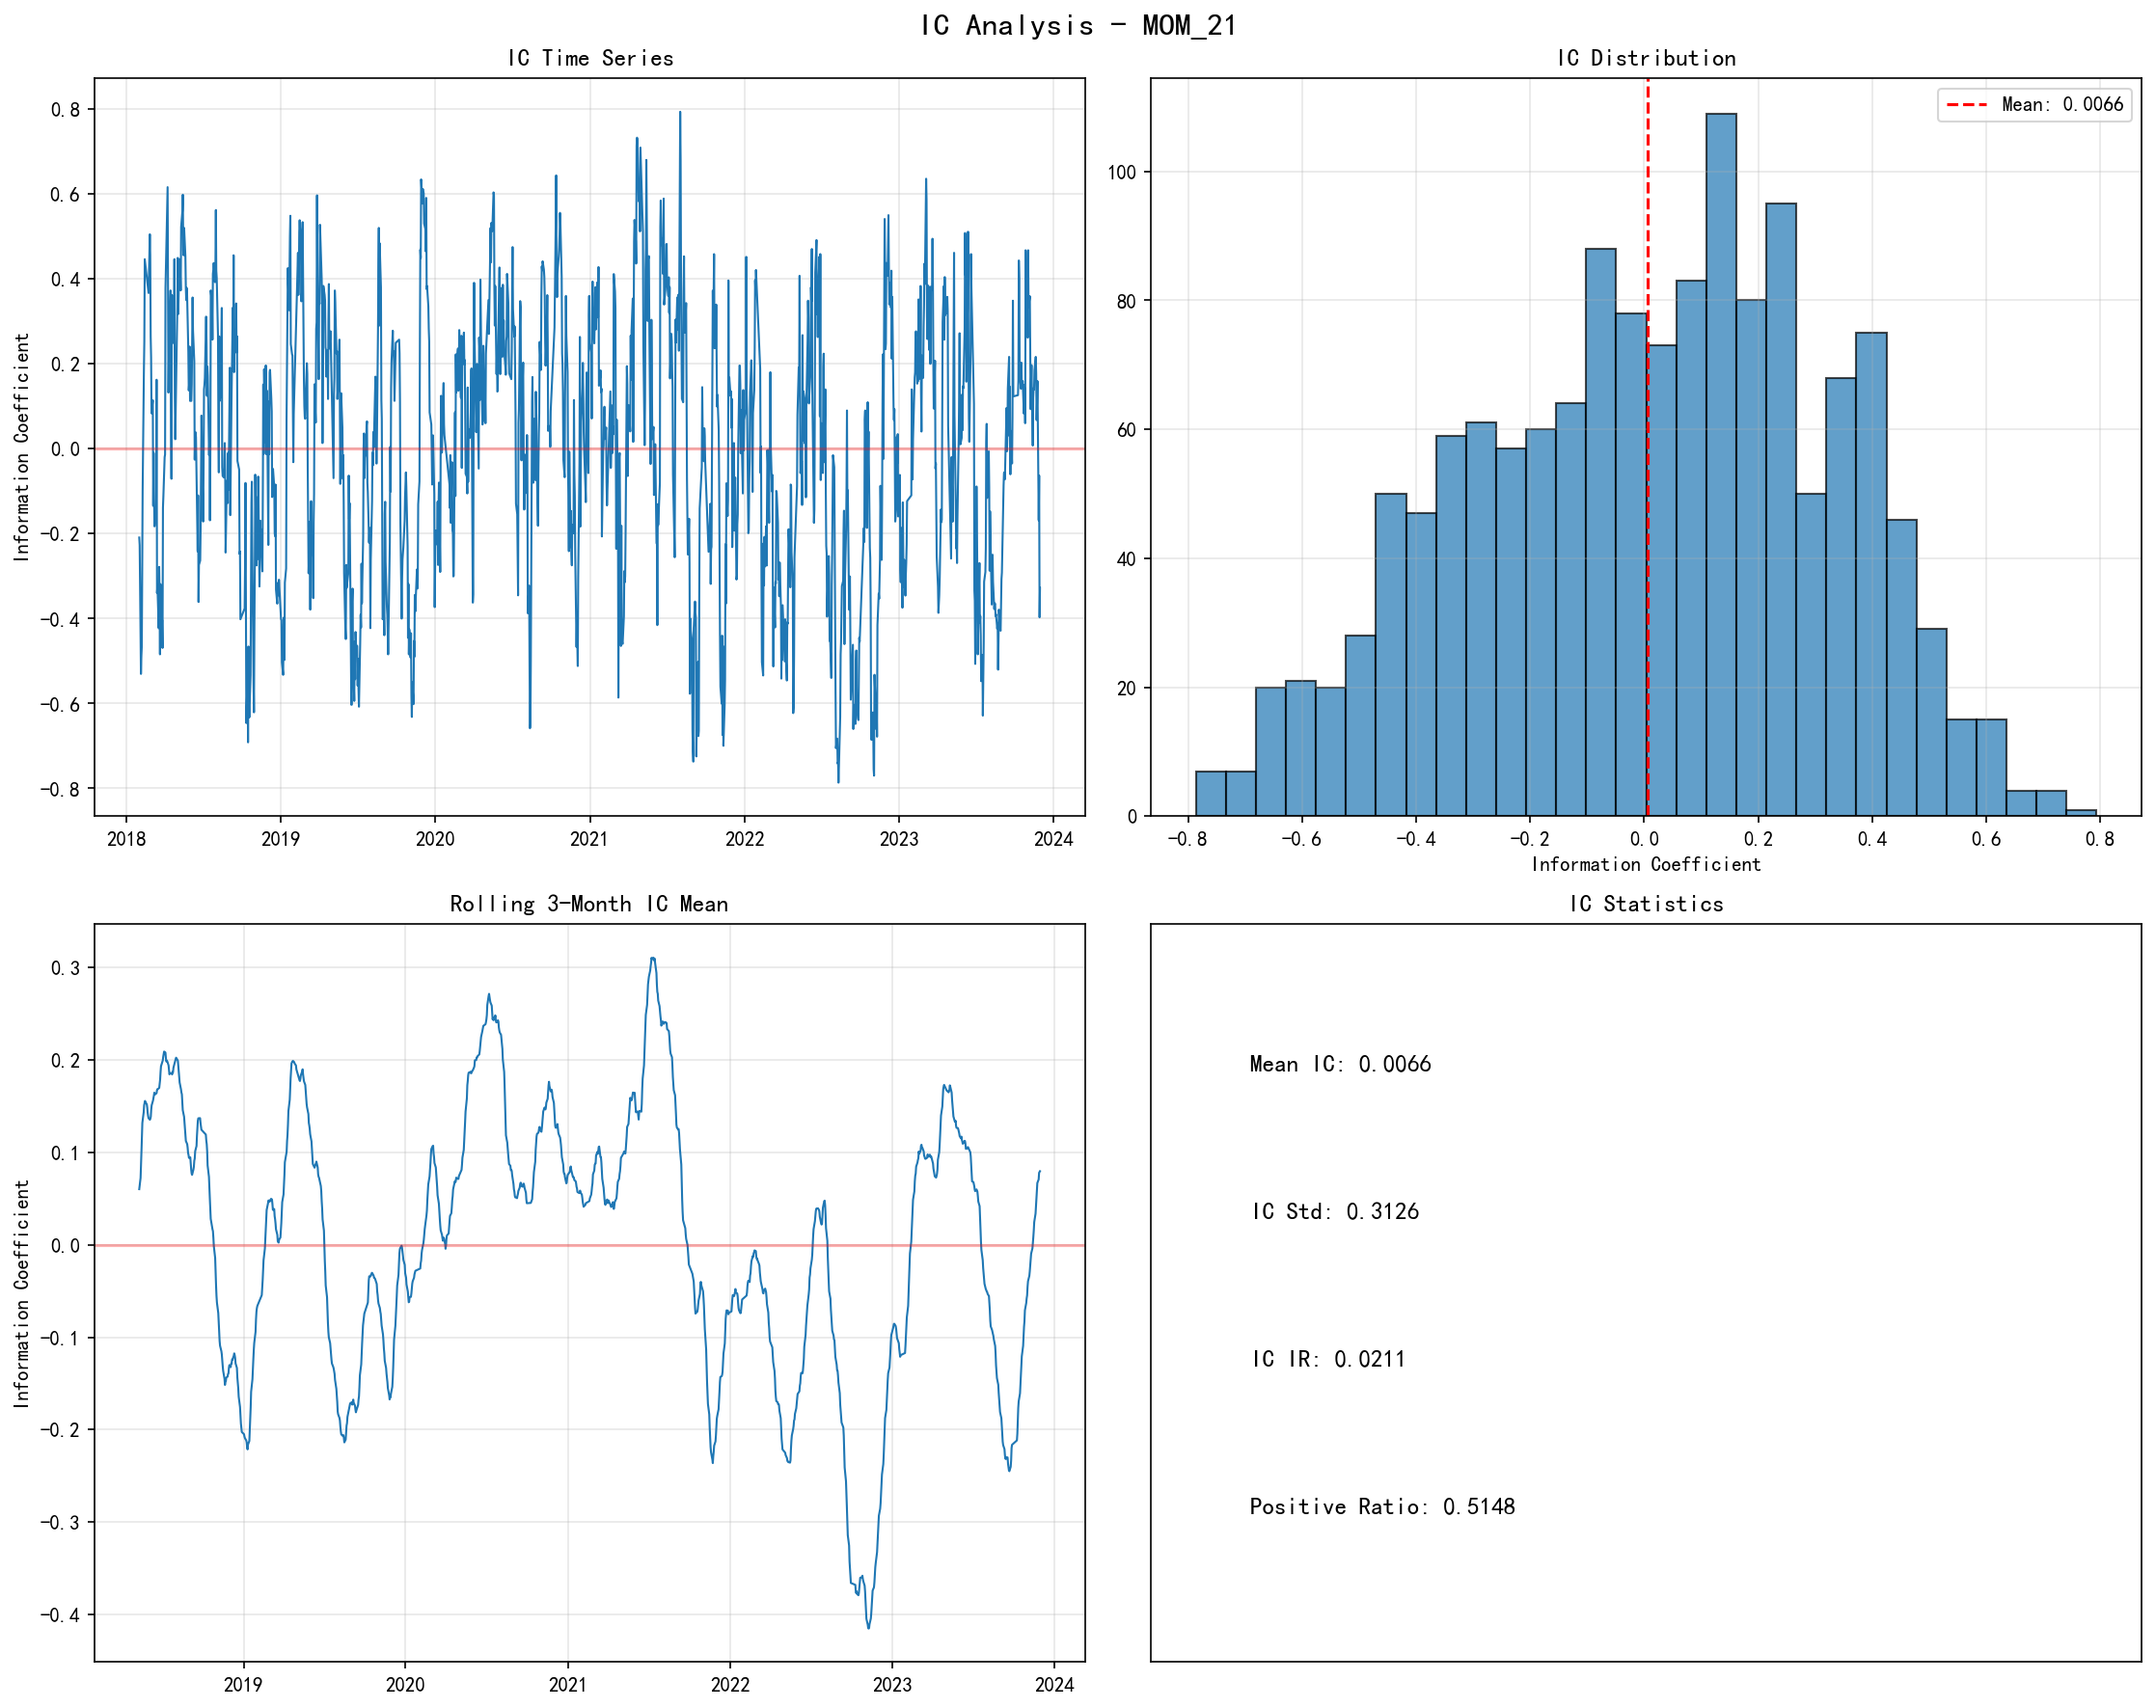 IC Analysis - MOM_21
IC Time Series
Information Coefficient
0.8
0.6
0.4
0.2
0.0
−0.2
−0.4
−0.6
−0.8
2018 2019 2020 2021 2022 2023 2024
IC Distribution
Mean: 0.0066
100
80
60
40
20
0
−0.8 −0.6 −0.4 −0.2 0.0 0.2 0.4 0.6 0.8
Information Coefficient
Rolling 3-Month IC Mean
Information Coefficient
0.3
0.2
0.1
0.0
−0.1
−0.2
−0.3
−0.4
2019 2020 2021 2022 2023 2024
IC Statistics
Mean IC: 0.0066
IC Std: 0.3126
IC IR: 0.0211
Positive Ratio: 0.5148